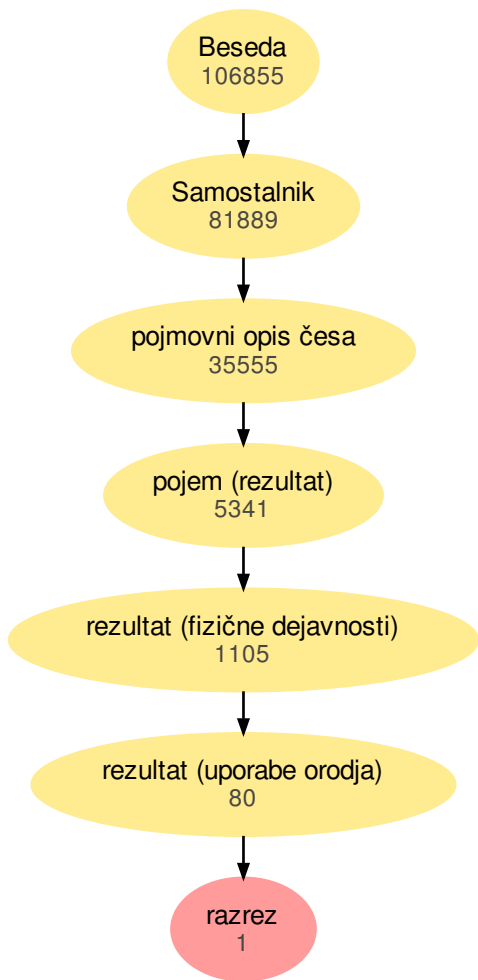 Beseda
106855
Samostalnik
81889
pojmovni opis česa
35555
pojem (rezultat)
5341
rezultat (fizične dejavnosti)
1105
rezultat (uporabe orodja)
80
razrez
1